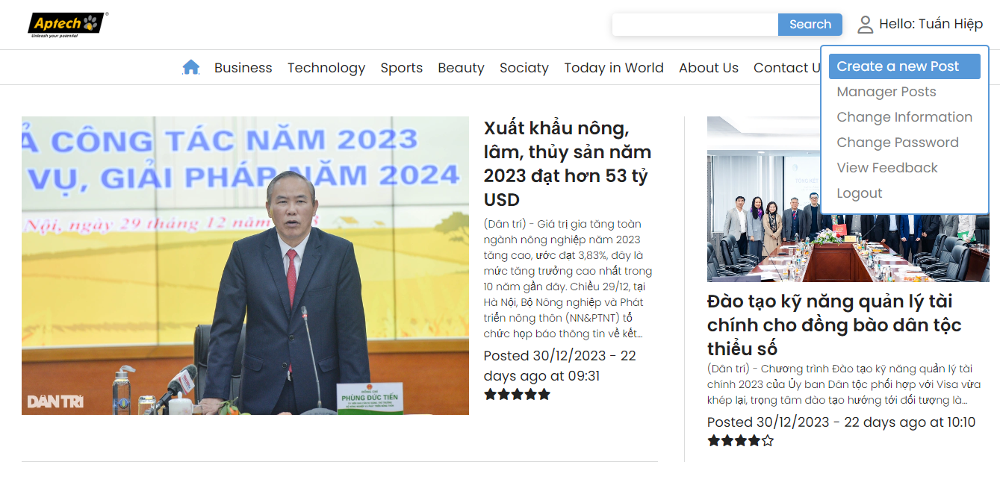 Aptech
®
Unleash your potential
Search
Hello: Tuấn Hiệp
Business Technology Sports Beauty Sociaty Today in World About Us Contact U
Create a new Post
Manager Posts
Change Information
Change Password
View Feedback
Logout
Ả CÔNG TÁC NĂM 2023
VỤ, GIẢI PHÁP NĂM 2024
Nội, ngày 29 tháng 12 năm 3
DÂN TRÍ
ĐỒNG CHÍ
PHÙNG ĐỨC TIẾN
Xuất khẩu nông,
lâm, thủy sản năm
2023 đạt hơn 53 tỷ
USD
(Dân trí) - Giá trị gia tăng toàn
ngành nông nghiệp năm 2023
tăng cao, ước đạt 3,83%, đây là
mức tăng trưởng cao nhất trong
10 năm gần đây. Chiều 29/12, tại
Hà Nội, Bộ Nông nghiệp và Phát
triển nông thôn (NN&PTNT) tổ
chức họp báo thông tin về kết...
Posted 30/12/2023 - 22
days ago at 09:31
TỔNG KẾT
Đào tạo kỹ năng quản lý tài
chính cho đồng bào dân tộc
thiểu số
(Dân trí) - Chương trình Đào tạo kỹ năng quản lý tài
chính 2023 của Ủy ban Dân tộc phối hợp với Visa vừa
khép lại, trọng tâm đào tạo hướng tới đối tượng là...
Posted 30/12/2023 - 22 days ago at 10:10